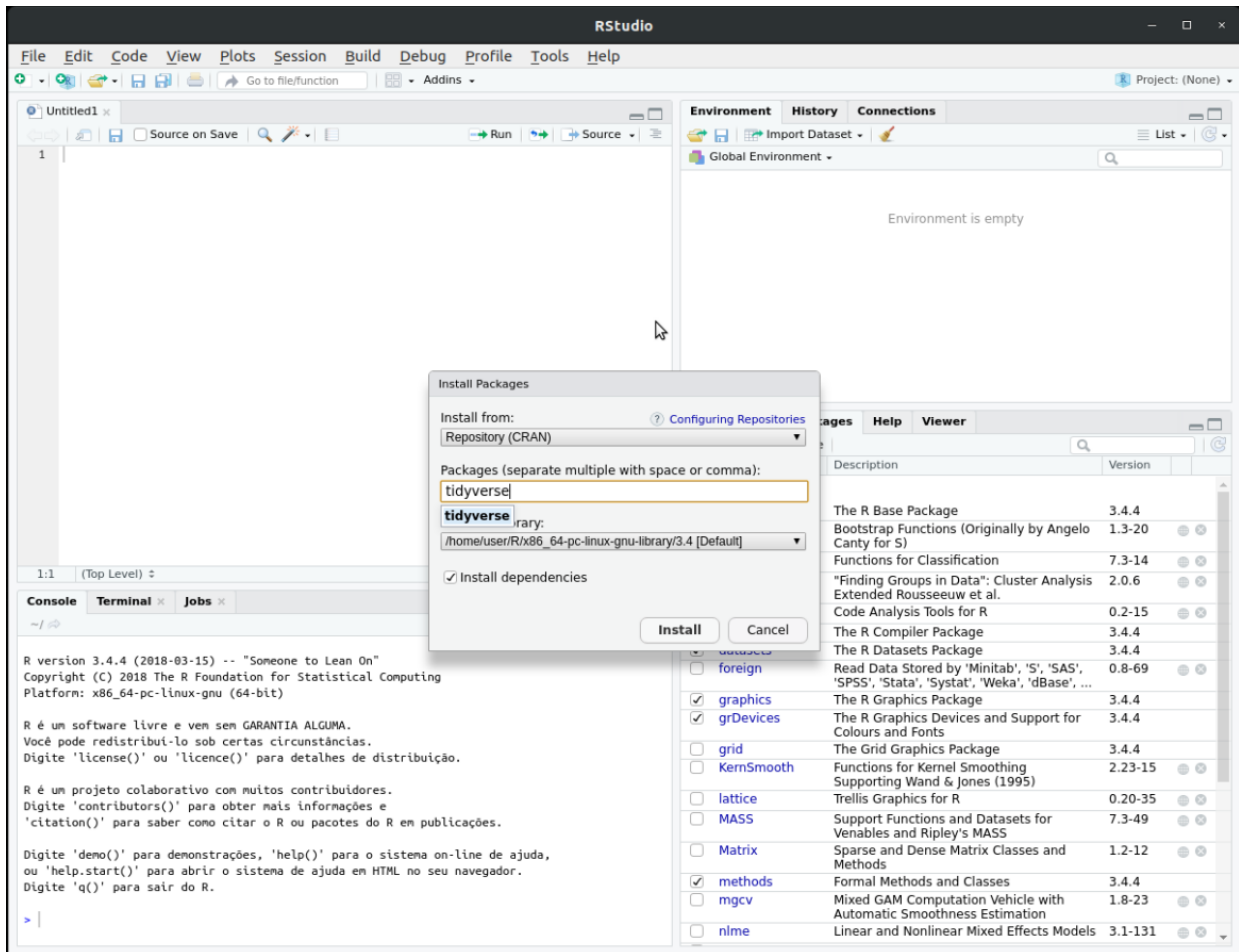 RStudio
File Edit Code View Plots Session Build Debug Profile Tools Help
Go to file/function Addins Project: (None)
Untitled1
Source on Save Run Source
1
1:1 (Top Level)
Environment History Connections
Import Dataset List
Global Environment
Environment is empty
Install Packages
Install from: ? Configuring Repositories
Repository (CRAN)
Packages (separate multiple with space or comma):
tidyverse
tidyverse rary:
/home/user/R/x86_64-pc-linux-gnu-library/3.4 [Default]
Install dependencies
Install Cancel
Console Terminal Jobs
~/
R version 3.4.4 (2018-03-15) -- "Someone to Lean On"
Copyright (C) 2018 The R Foundation for Statistical Computing
Platform: x86_64-pc-linux-gnu (64-bit)
R é um software livre e vem sem GARANTIA ALGUMA.
Você pode redistribuí-lo sob certas circunstâncias.
Digite 'license()' ou 'licence()' para detalhes de distribuição.
R é um projeto colaborativo com muitos contribuidores.
Digite 'contributors()' para obter mais informações e
'citation()' para saber como citar o R ou pacotes do R em publicações.
Digite 'demo()' para demonstrações, 'help()' para o sistema on-line de ajuda,
ou 'help.start()' para abrir o sistema de ajuda em HTML no seu navegador.
Digite 'q()' para sair do R.
>
ages Help Viewer
Description Version
The R Base Package 3.4.4
Bootstrap Functions (Originally by Angelo 1.3-20
Canty for S)
Functions for Classification 7.3-14
"Finding Groups in Data": Cluster Analysis 2.0.6
Extended Rousseeuw et al.
Code Analysis Tools for R 0.2-15
The R Compiler Package 3.4.4
datasets The R Datasets Package 3.4.4
foreign Read Data Stored by 'Minitab', 'S', 'SAS', 0.8-69
'SPSS', 'Stata', 'Systat', 'Weka', 'dBase', ...
graphics The R Graphics Package 3.4.4
grDevices The R Graphics Devices and Support for 3.4.4
Colours and Fonts
grid The Grid Graphics Package 3.4.4
KernSmooth Functions for Kernel Smoothing 2.23-15
Supporting Wand & Jones (1995)
lattice Trellis Graphics for R 0.20-35
MASS Support Functions and Datasets for 7.3-49
Venables and Ripley's MASS
Matrix Sparse and Dense Matrix Classes and 1.2-12
Methods
methods Formal Methods and Classes 3.4.4
mgcv Mixed GAM Computation Vehicle with 1.8-23
Automatic Smoothness Estimation
nlme Linear and Nonlinear Mixed Effects Models 3.1-131